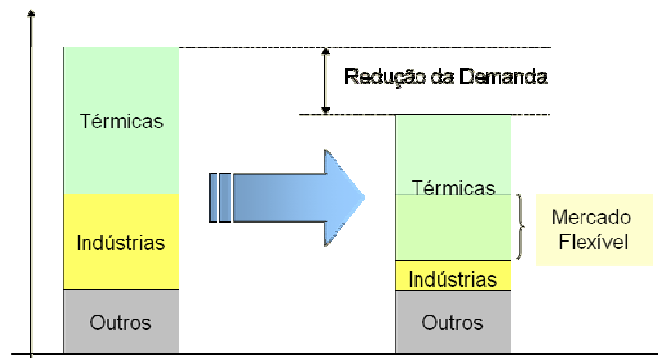 Redução da Demanda
Térmicas
Indústrias
Outros
Térmicas
Mercado
Flexível
Indústrias
Outros